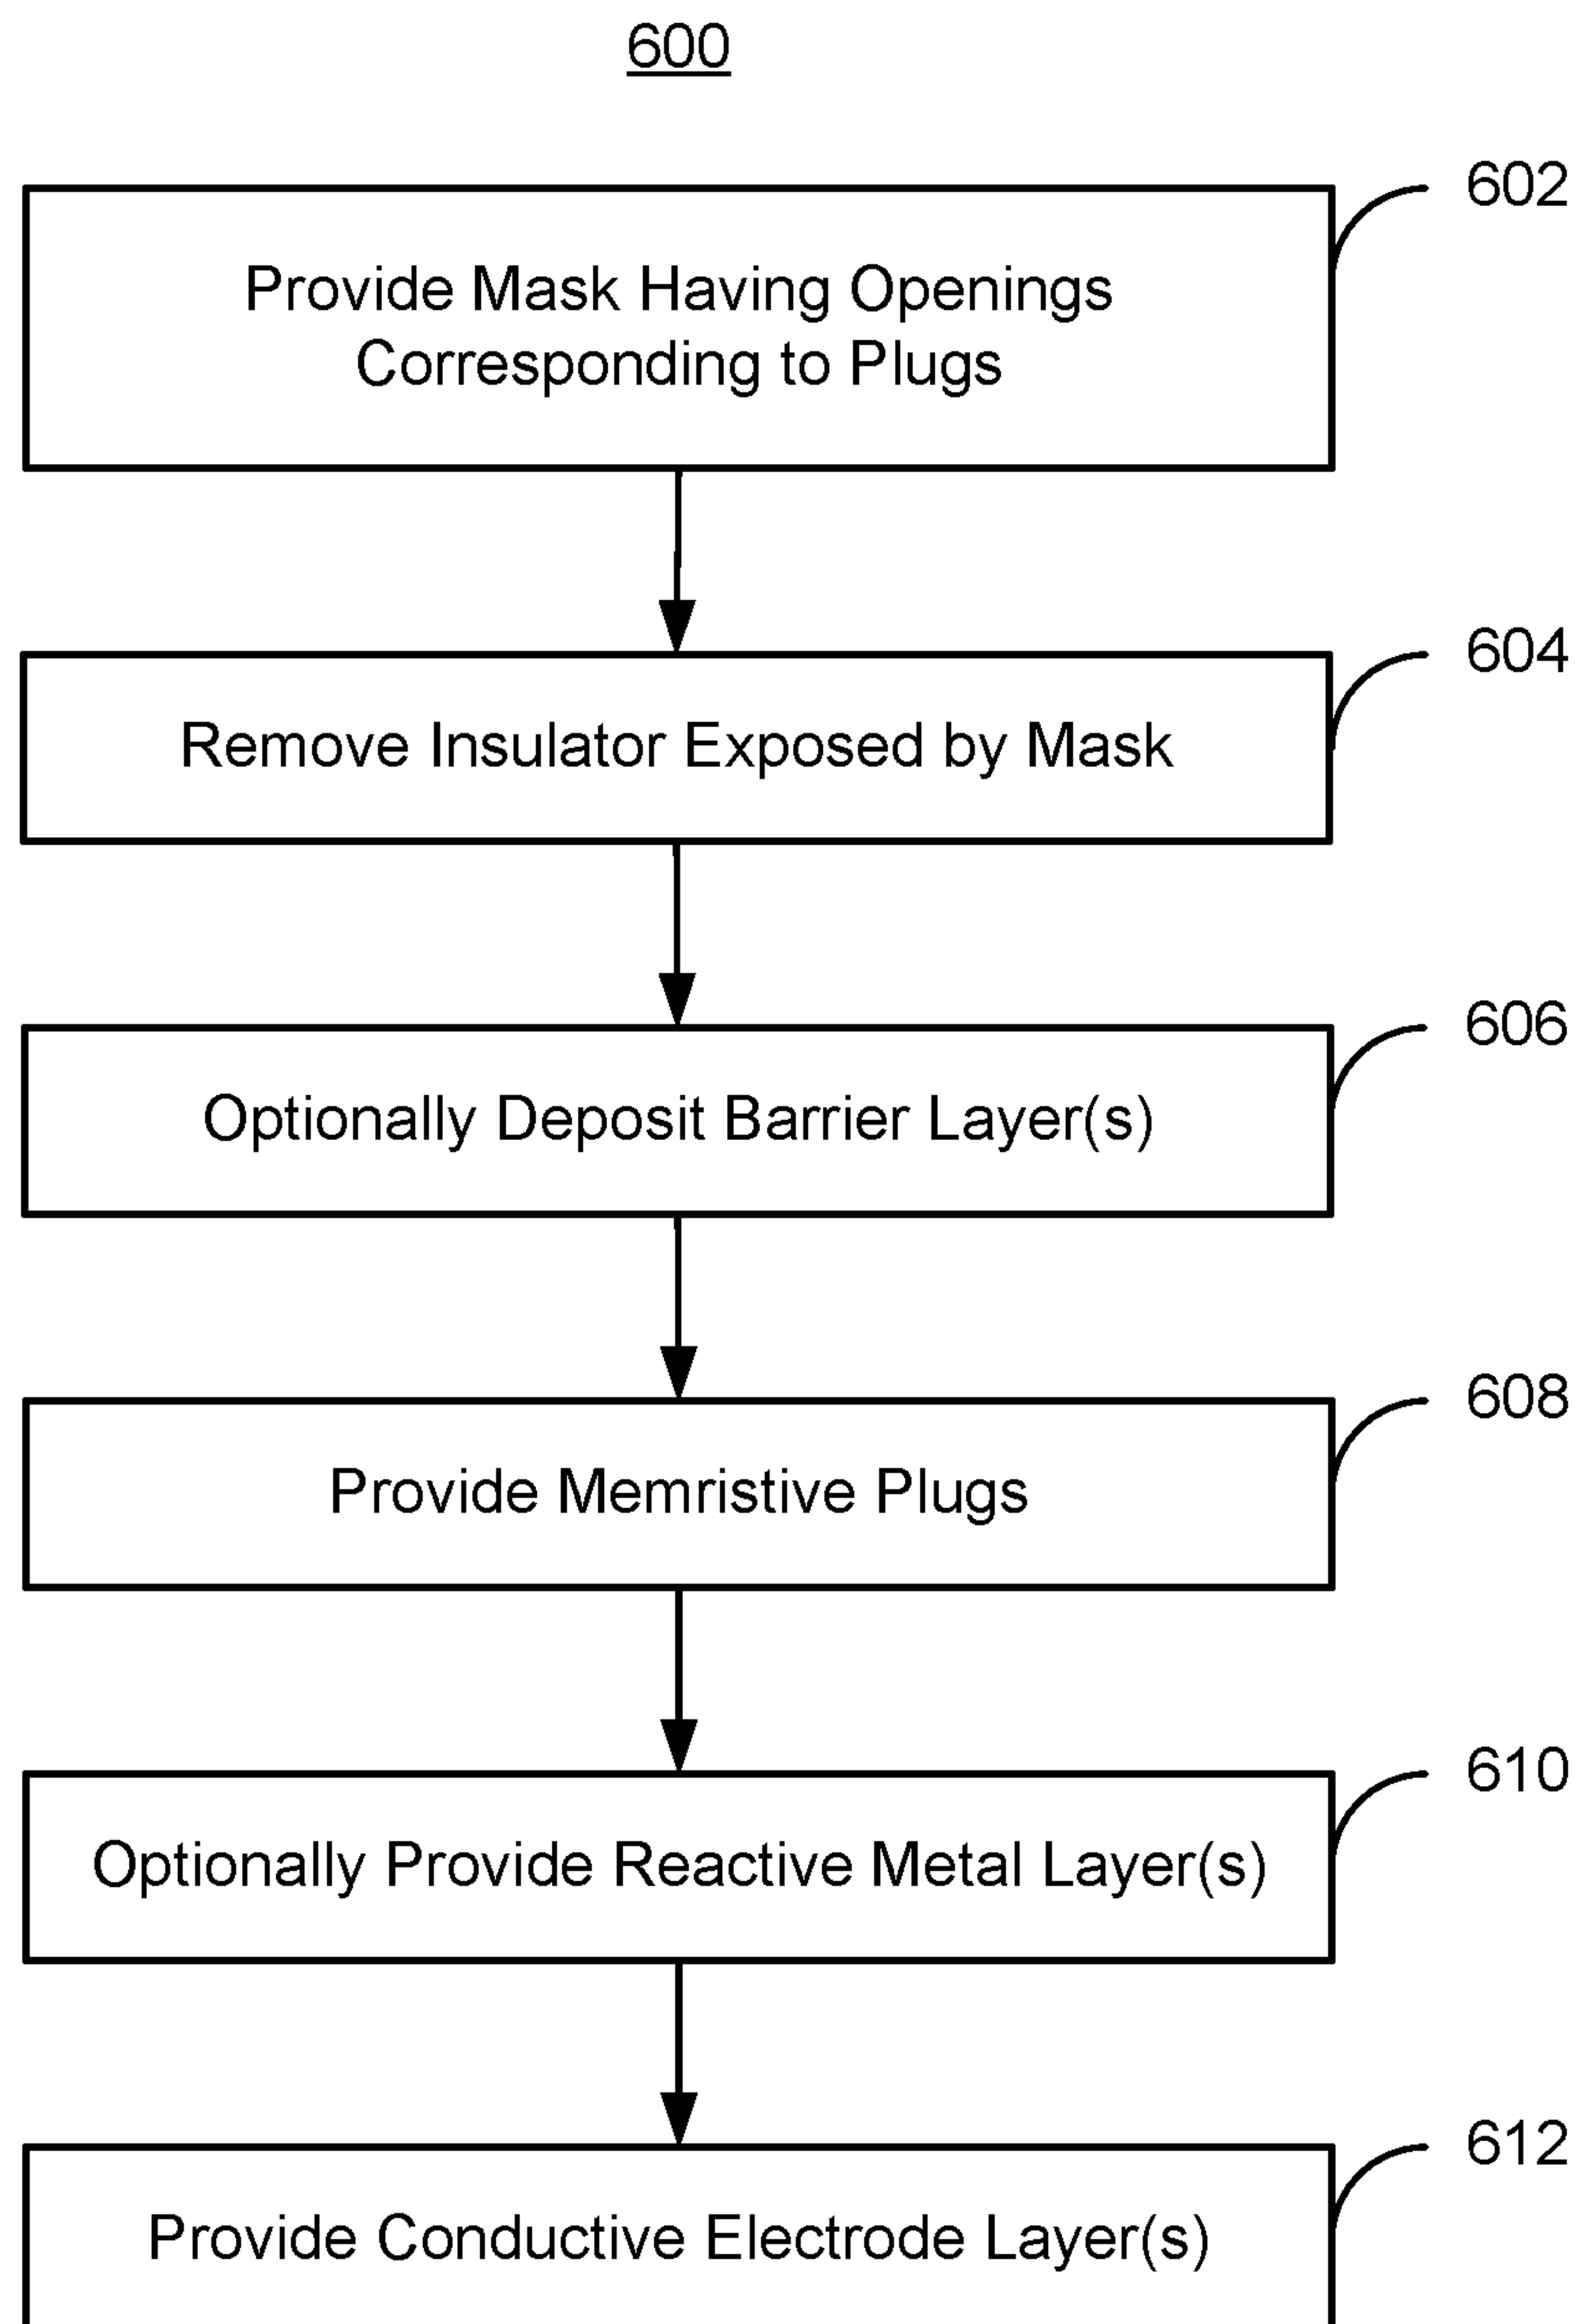 600
602
Provide Mask Having Openings
Corresponding to Plugs
604
Remove Insulator Exposed by Mask
606
Optionally Deposit Barrier Layer(s)
608
Provide Memristive Plugs
610
Optionally Provide Reactive Metal Layer(s)
612
Provide Conductive Electrode Layer(s)